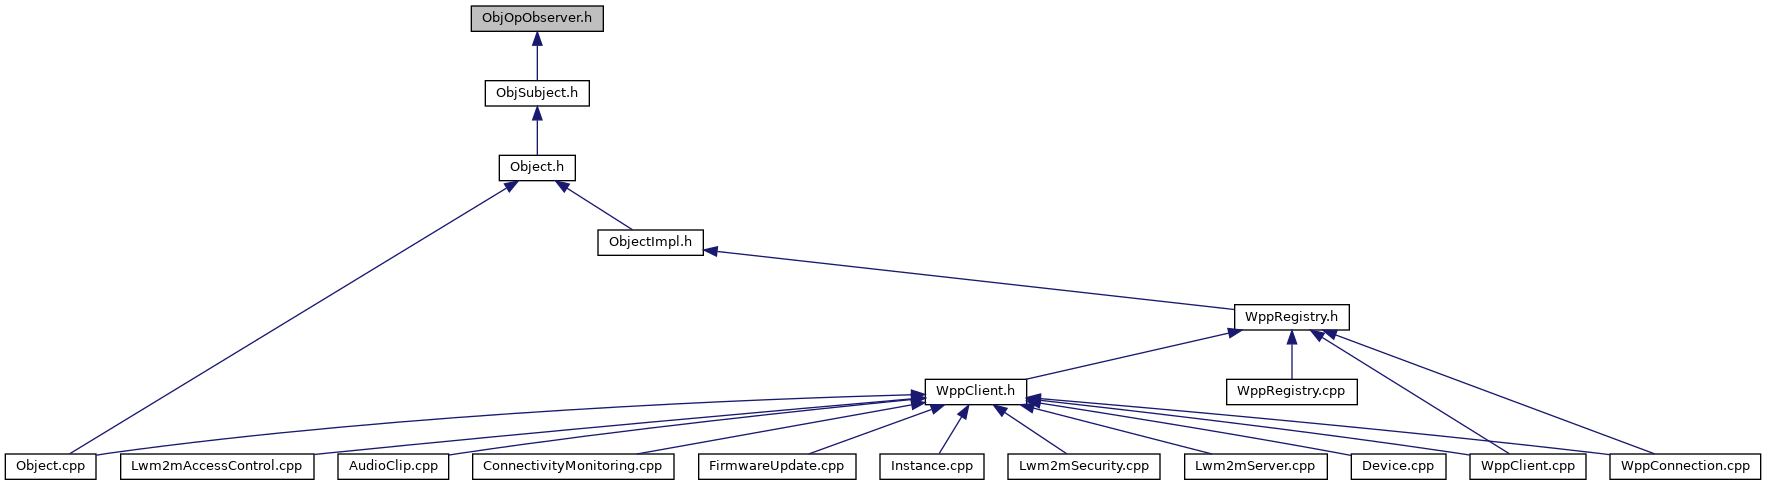 ObjOpObserver.h
ObjSubject.h
Object.h
ObjectImpl.h
WppRegistry.h
WppClient.h
WppRegistry.cpp
Object.cpp
Lwm2mAccessControl.cpp
AudioClip.cpp
ConnectivityMonitoring.cpp
FirmwareUpdate.cpp
Instance.cpp
Lwm2mSecurity.cpp
Lwm2mServer.cpp
Device.cpp
WppClient.cpp
WppConnection.cpp